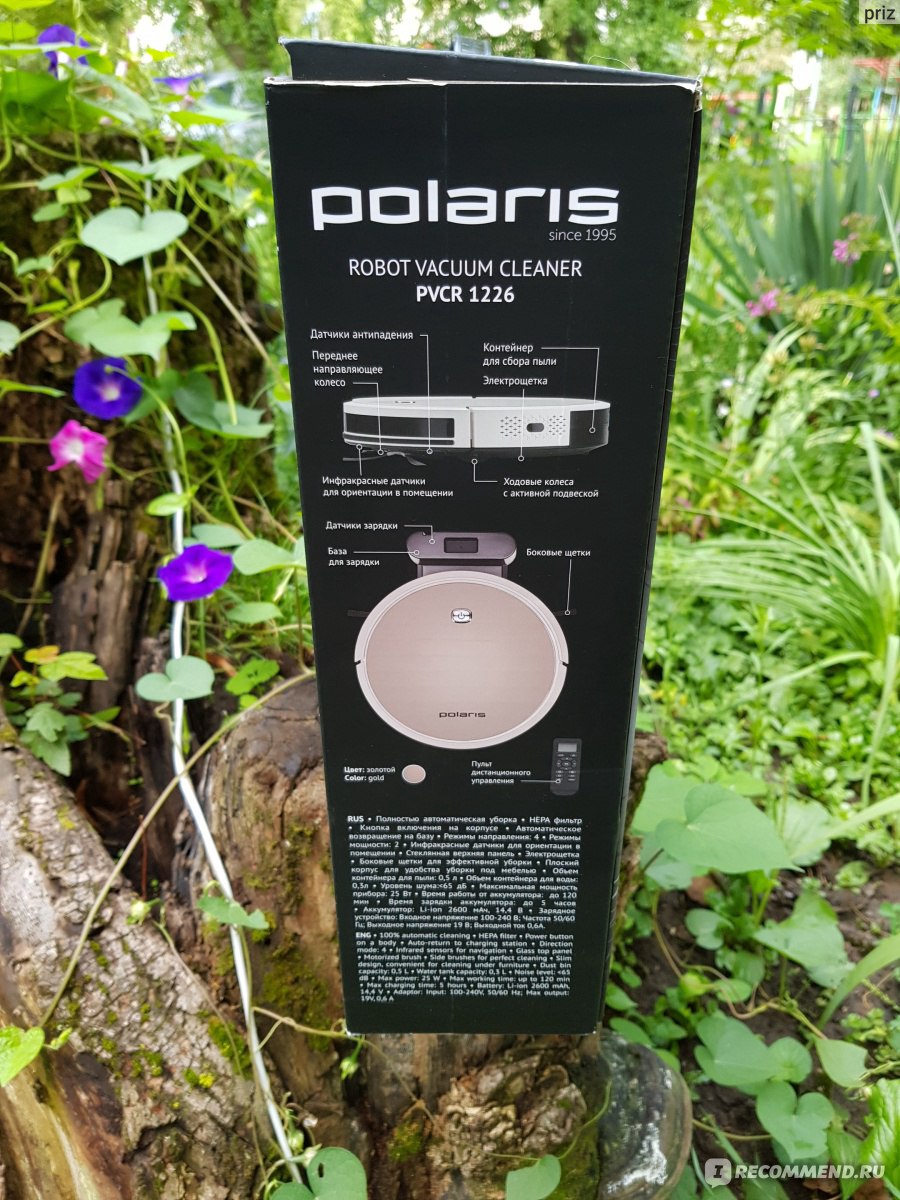 priz
polaris
since 1995
ROBOT VACUUM CLEANER
PVCR 1226
Датчики антипадения
Переднее
направляющее
колесо
Контейнер
для сбора пыли
Электрощетка
Инфракрасные датчики
для ориентации в помещении
Ходовые колеса
с активной подвеской
Датчики зарядки
База
для зарядки
Боковые щетки
polaris
Цвет: золотой
Color: gold
Пульт
дистанционного
управления
RUS • Полностью автоматическая уборка • HEPA фильтр
• Кнопка включения на корпусе • Автоматическое
возвращение на базу • Режимы направления: 4 • Режимы
мощности: 2 • Инфракрасные датчики для ориентации в
помещении • Стеклянная верхняя панель • Электрощетка
• Боковые щетки для эффективной уборки • Плоский
корпус для удобства уборки под мебелью • Объем
контейнера для пыли: 0,5 л • Объем контейнера для воды:
0,3л • Уровень шума:<65 дБ • Максимальная мощность
прибора: 25 Вт • Время работы от аккумулятора: до 120
мин • Время зарядки аккумулятора: до 5 часов
• Аккумулятор: Li-ion 2600 мАч, 14,4 В • Зарядное
устройство: Входное напряжение 100-240 В; Частота 50/60
Гц; Выходное напряжение 19 В; Выходной ток 0,6А.
ENG • 100% automatic cleaning • HEPA filter • Power button
on a body • Auto-return to charging station • Direction
mode: 4 • Infrared sensors for navigation • Glass top panel
• Motorized brush • Side brushes for perfect cleaning • Slim
design, convenient for cleaning under furniture • Dust bin
capacity: 0,5 L • Water tank capacity: 0,3 L • Noise level: <65
dB • Max power: 25 W • Max working time: up to 120 min
• Max charging time: 5 hours • Battery: Li-ion 2600 mAh,
14,4 V • Adaptor: Input: 100-240V, 50/60 Hz; Max output:
19V, 0,6 A
I RECOMMEND.RU